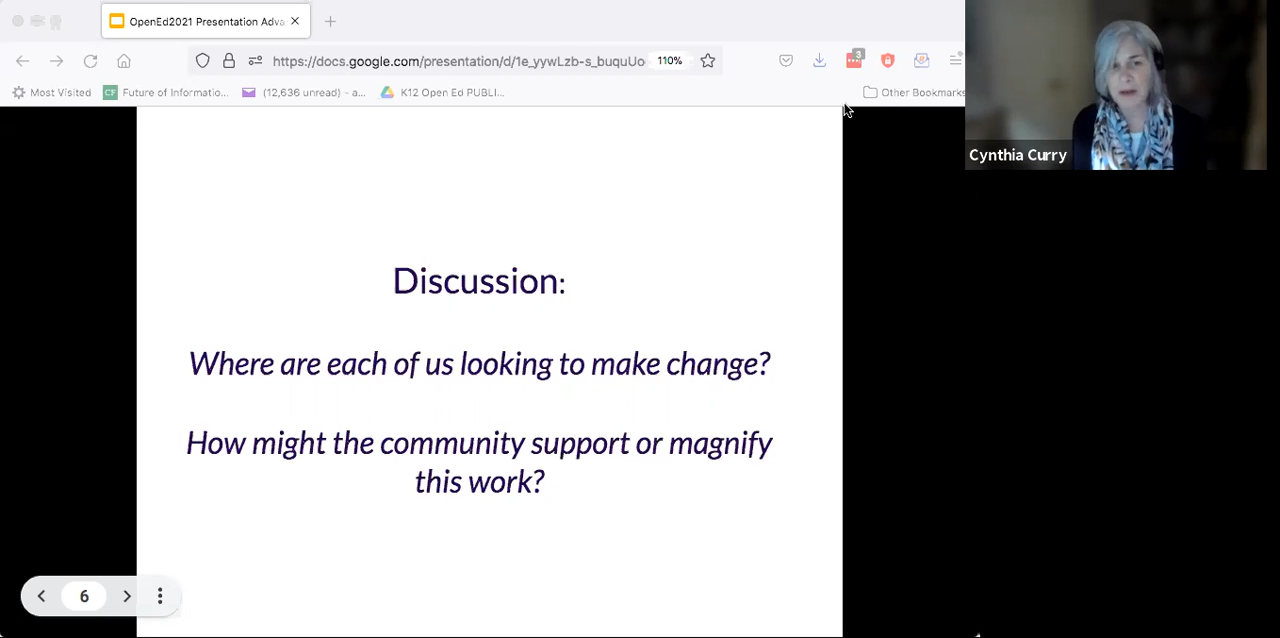 OpenEd2021 Presentation Adva
https://docs.google.com/presentation/d/1e_yywLzb-s_buquUo
110%
3
Most Visited
CF
Future of Informatio...
(12,636 unread) - a...
K12 Open Ed PUBLI...
Other Bookmarks
Cynthia Curry
Discussion:
Where are each of us looking to make change?
How might the community support or magnify
this work?
6